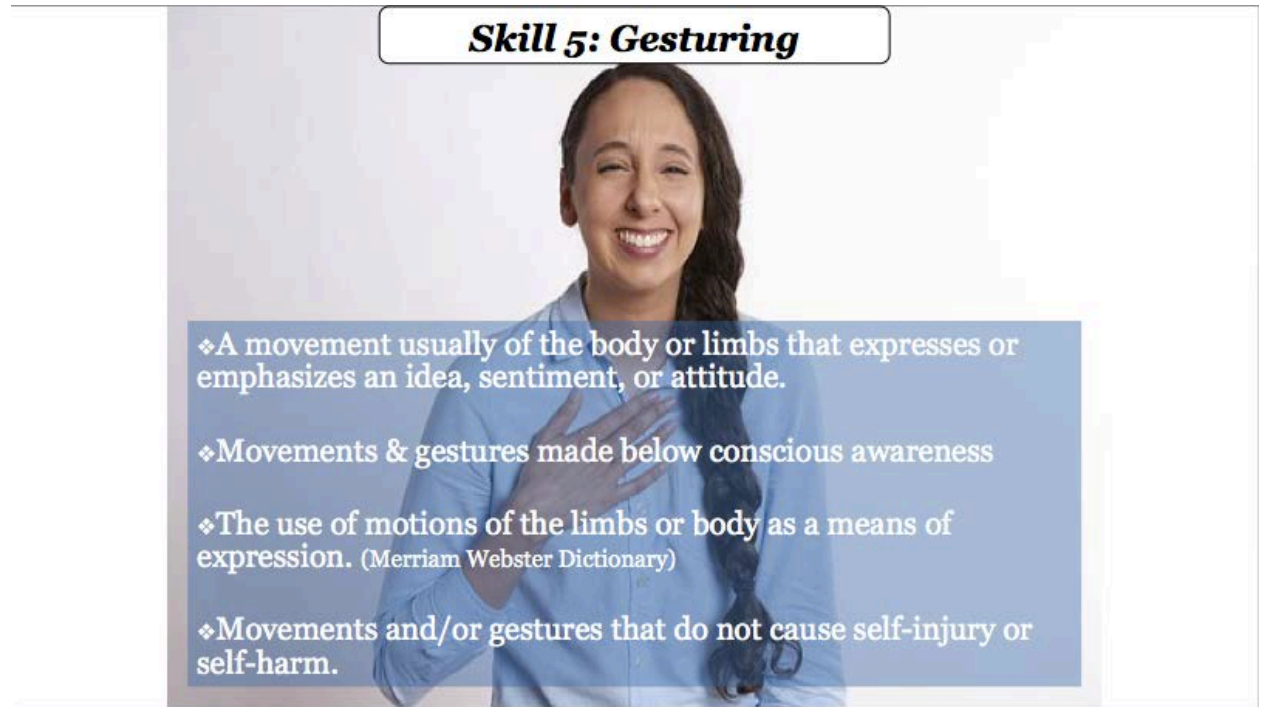 Skill 5: Gesturing
❖A movement usually of the body or limbs that expresses or
emphasizes an idea, sentiment, or attitude.
❖Movements & gestures made below conscious awareness
❖The use of motions of the limbs or body as a means of
expression. (Merriam Webster Dictionary)
❖Movements and/or gestures that do not cause self-injury or
self-harm.